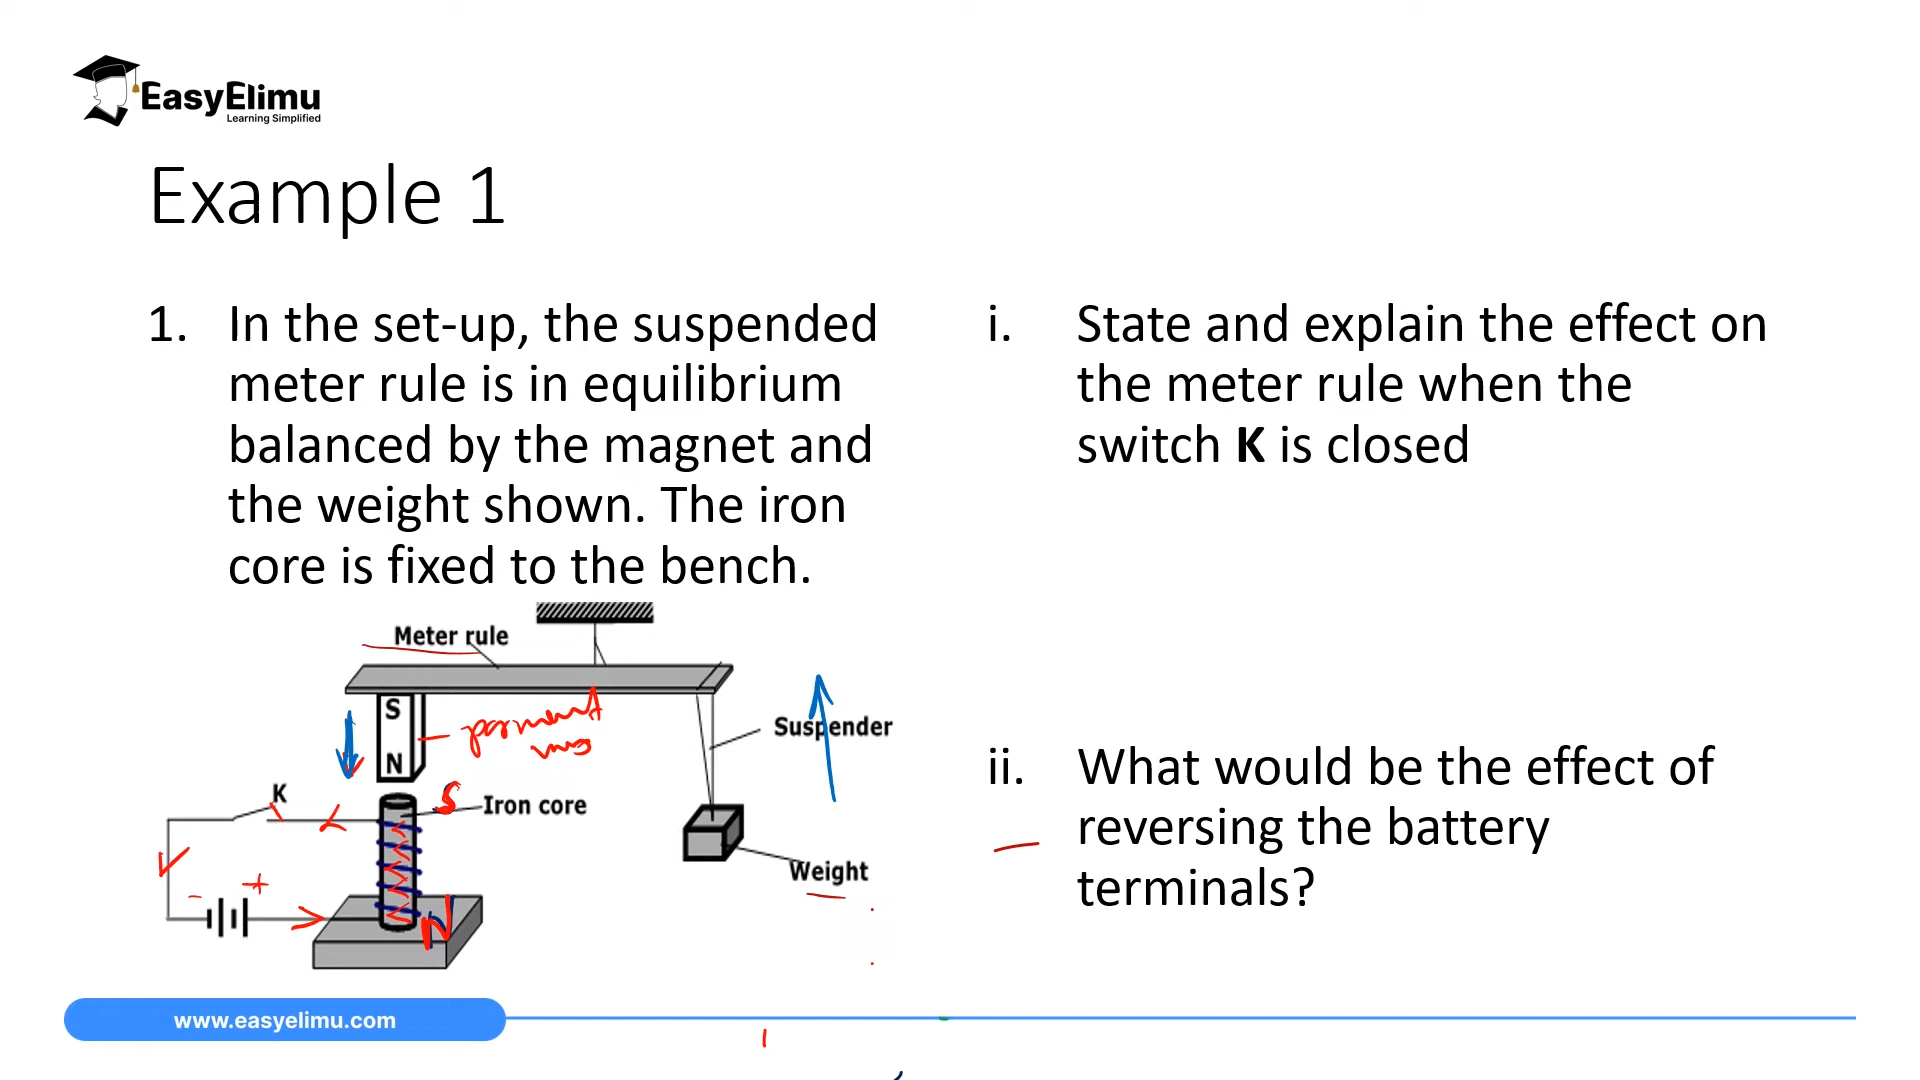 EasyElimu
Learning Simplified
Example 1
1. In the set-up, the suspended
meter rule is in equilibrium
balanced by the magnet and
the weight shown. The iron
core is fixed to the bench.
Meter rule
S
N
Suspender
K
S
Iron core
Weight
- +
N
i. State and explain the effect on
the meter rule when the
switch K is closed
ii. What would be the effect of
reversing the battery
terminals?
www.easyelimu.com